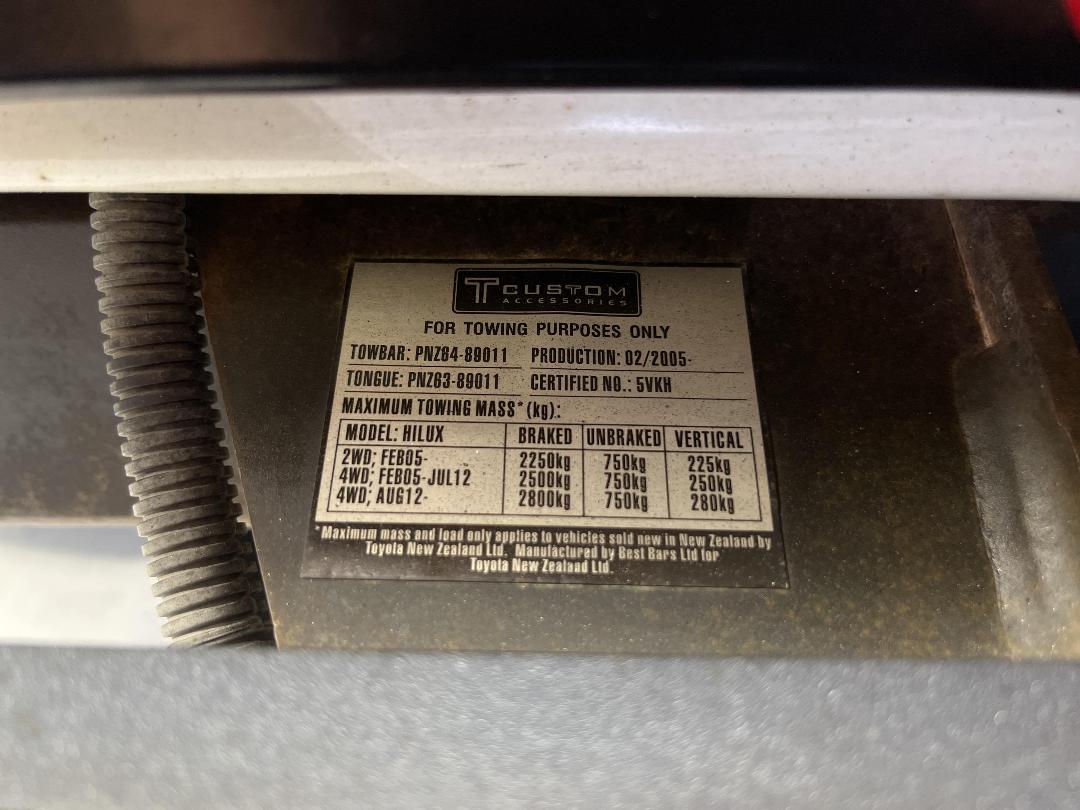 TCUSTOM
ACCESSORIES
FOR TOWING PURPOSES ONLY
TOWBAR: PNZ64-89011 PRODUCTION: 02/2005-
TONGUE: PNZ63-89011 CERTIFIED NO.: 5VKH
MAXIMUM TOWING MASS* (kg):
MODEL: HILUX BRAKED UNBRAKED VERTICAL
2WD; FEB05- 2250kg 750kg 225kg
4WD; FEB05-JUL12 2500kg 750kg 250kg
4WD; AUG12- 2800kg 750kg 280kg
*Maximum mass and load only applies to vehicles sold new in New Zealand by
Toyota New Zealand Ltd. Manufactured by Best Bars Ltd for
Toyota New Zealand Ltd.